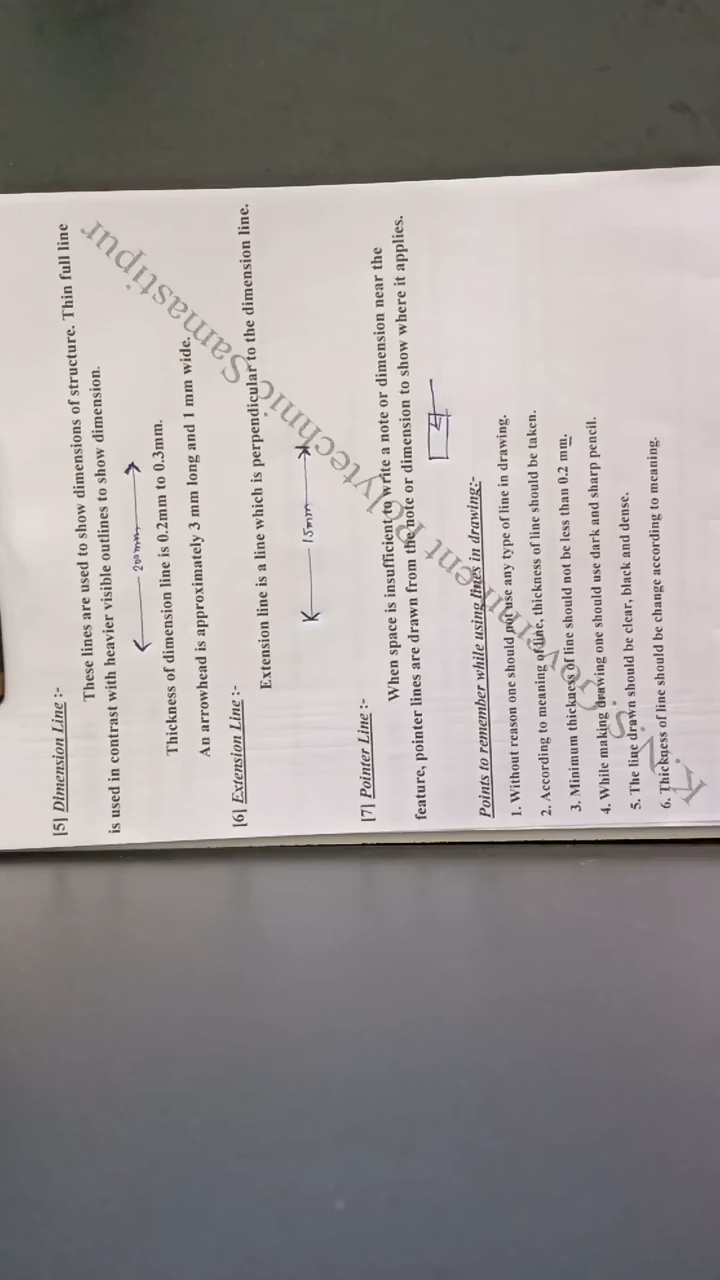 [5] Dimension Line :-
These lines are used to show dimensions of structure. Thin full line
is used in contrast with heavier visible outlines to show dimension.
200mm
Thickness of dimension line is 0.2mm to 0.3mm.
An arrowhead is approximately 3 mm long and 1 mm wide.
[6] Extension Line :-
Extension line is a line which is perpendicular to the dimension line.
15mm
[7] Pointer Line :-
When space is insufficient to write a note or dimension near the
feature, pointer lines are drawn from the note or dimension to show where it applies.
Points to remember while using lines in drawing:-
1. Without reason one should not use any type of line in drawing.
2. According to meaning of line, thickness of line should be taken.
3. Minimum thickness of line should not be less than 0.2 mm.
4. While making drawing one should use dark and sharp pencil.
5. The line drawn should be clear, black and dense.
6. Thickness of line should be change according to meaning.
Government Polytechnic Samastipur